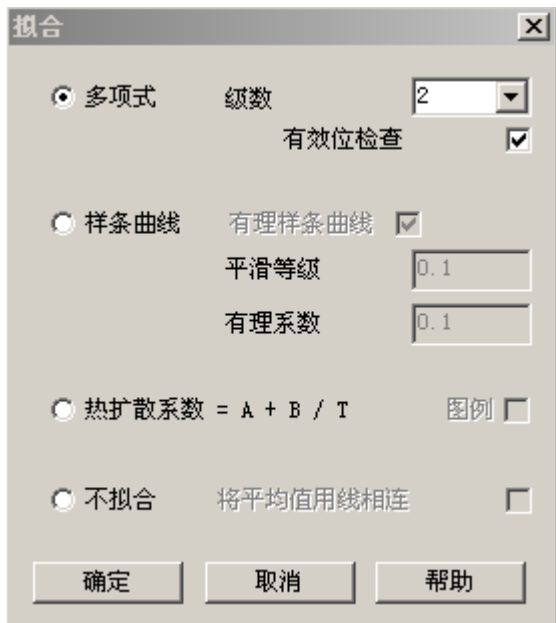 拟合
多项式 级数 2
有效位检查
样条曲线 有理样条曲线
平滑等级 0.1
有理系数 0.1
热扩散系数 = A + B / T 图例
不拟合 将平均值用线相连
确定 取消 帮助